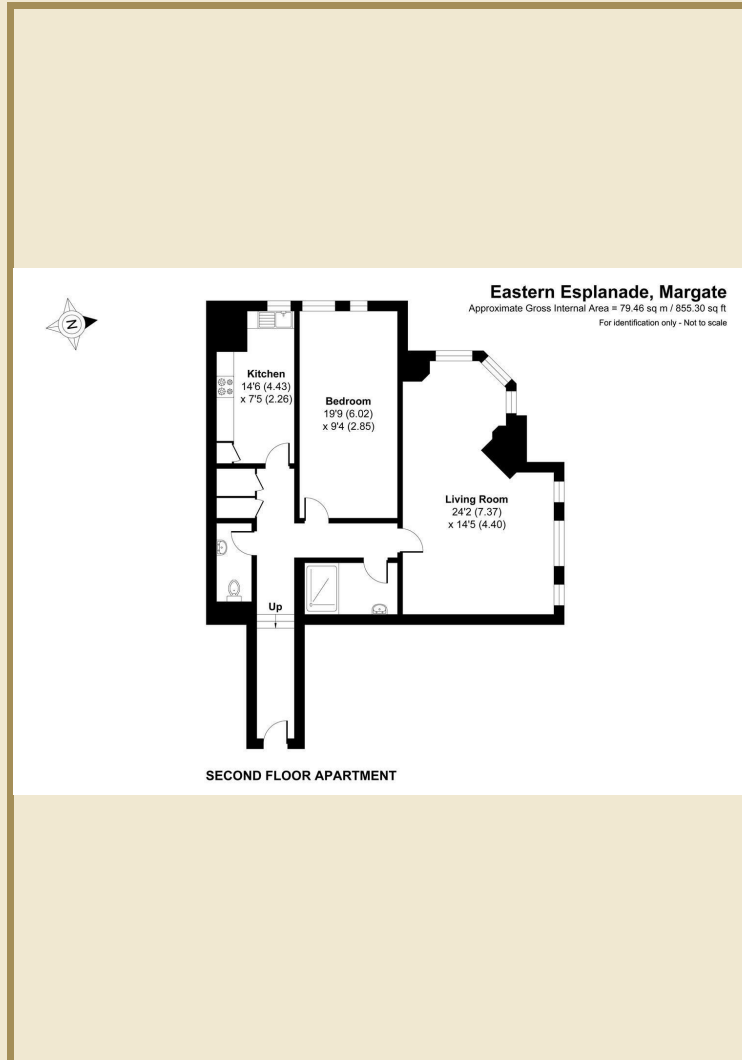 Eastern Esplanade, Margate
Approximate Gross Internal Area = 79.46 sq m / 855.30 sq ft
For identification only - Not to scale
N
Kitchen
14'6 (4.43)
x 7'5 (2.26)
Bedroom
19'9 (6.02)
x 9'4 (2.85)
Living Room
24'2 (7.37)
x 14'5 (4.40)
Up
SECOND FLOOR APARTMENT